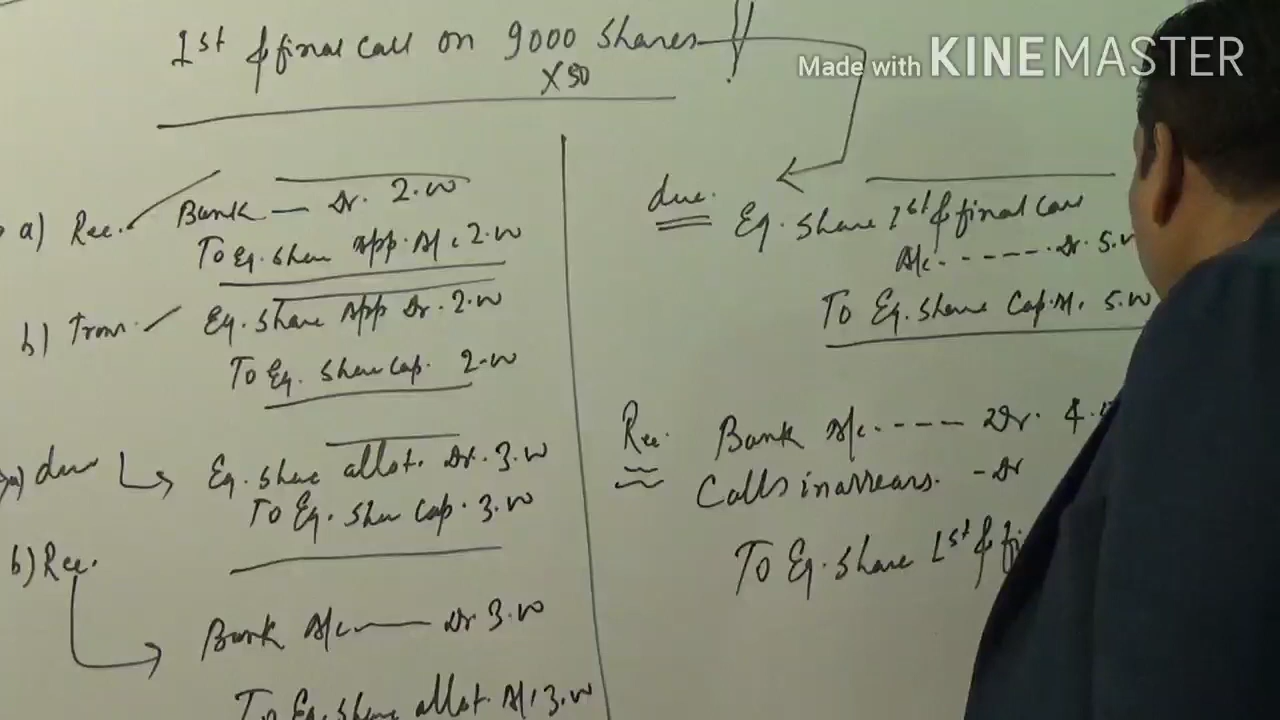 1st & final call on 9000 shares
X 50
Made with KINEMASTER
a) Rec. Bank — Dr. 2.00
To Eq. Share App. A/c 2.00
b) Tran. Eq. Share App Dr. 2.00
To Eq. Share Cap. 2.00
a) due Eq. Share allot. Dr. 3.00
To Eq. Share Cap. 3.00
b) Rec.
Bank A/c — Dr 3.00
To Eq. Share allot. A/c 3.00
due. Eq. Share 1st & final call
A/c. - - - - - - Dr. 5.
To Eq. Share Cap. A/c 5.00
Rec. Bank A/c. - - - - Dr. 4.
Calls in arrears. - Dr
To Eq. Share 1st & fi